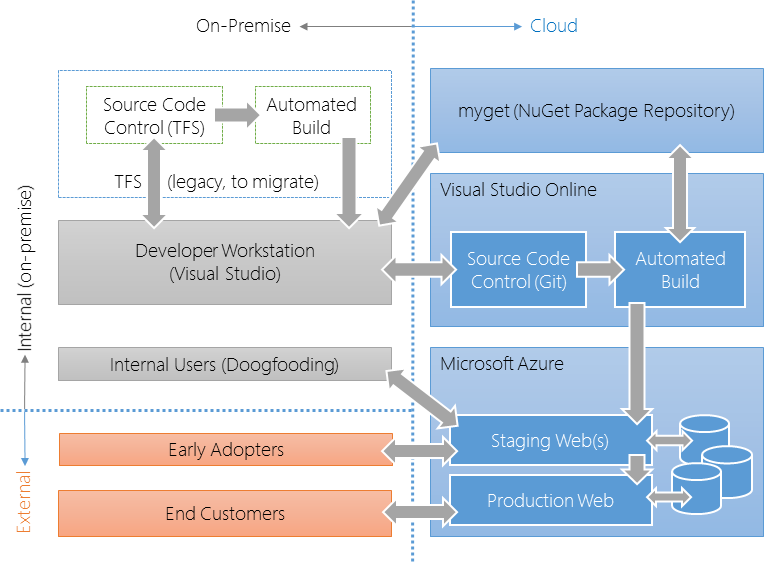 On-Premise
Cloud
Source Code
Control (TFS)
Automated
Build
TFS (legacy, to migrate)
myget (NuGet Package Repository)
Visual Studio Online
Developer Workstation
(Visual Studio)
Source Code
Control (Git)
Automated
Build
Internal (on-premise)
Internal Users (Doogfooding)
Microsoft Azure
Early Adopters
Staging Web(s)
External
End Customers
Production Web